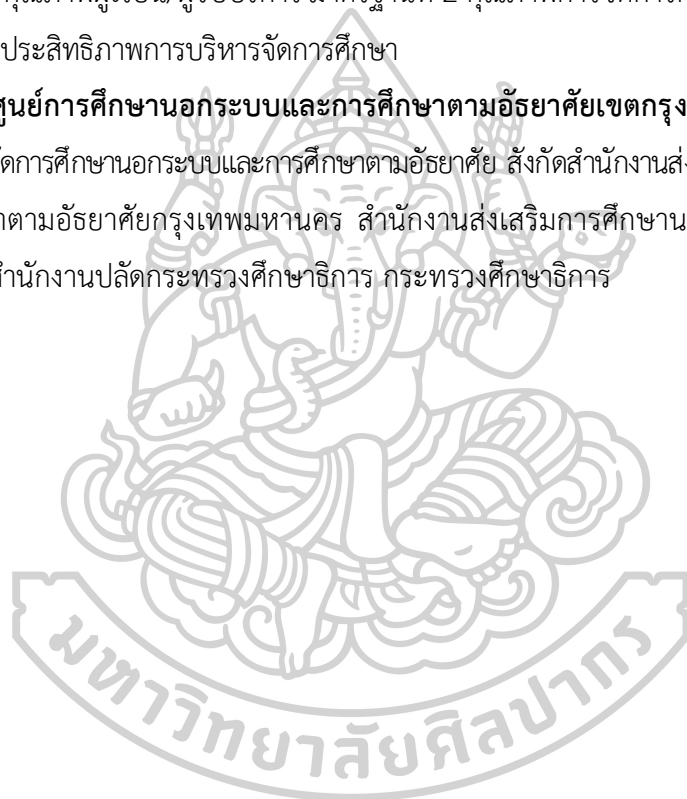 ประสิทธิภาพการบริหารจัดการศึกษา
ศูนย์การศึกษานอกระบบและการศึกษาตามอัธยาศัยเขตกรุง
จัดการศึกษานอกระบบและการศึกษาตามอัธยาศัย สังกัดสำนักงานส่ง
าตามอัธยาศัยกรุงเทพมหานคร สำนักงานส่งเสริมการศึกษาน
สำนักงานปลัดกระทรวงศึกษาธิการ กระทรวงศึกษาธิการ
มหาวิทยาลัยศิลปากร